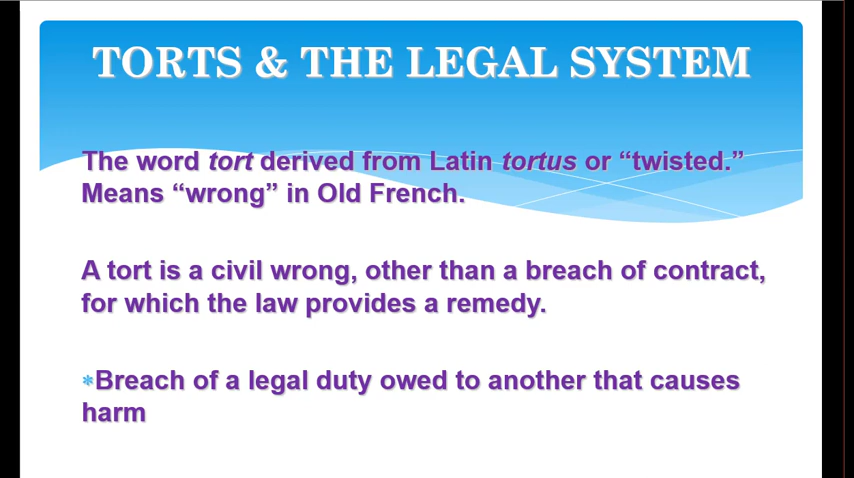 TORTS & THE LEGAL SYSTEM
The word tort derived from Latin tortus or “twisted.”
Means “wrong” in Old French.
A tort is a civil wrong, other than a breach of contract,
for which the law provides a remedy.
*Breach of a legal duty owed to another that causes
harm